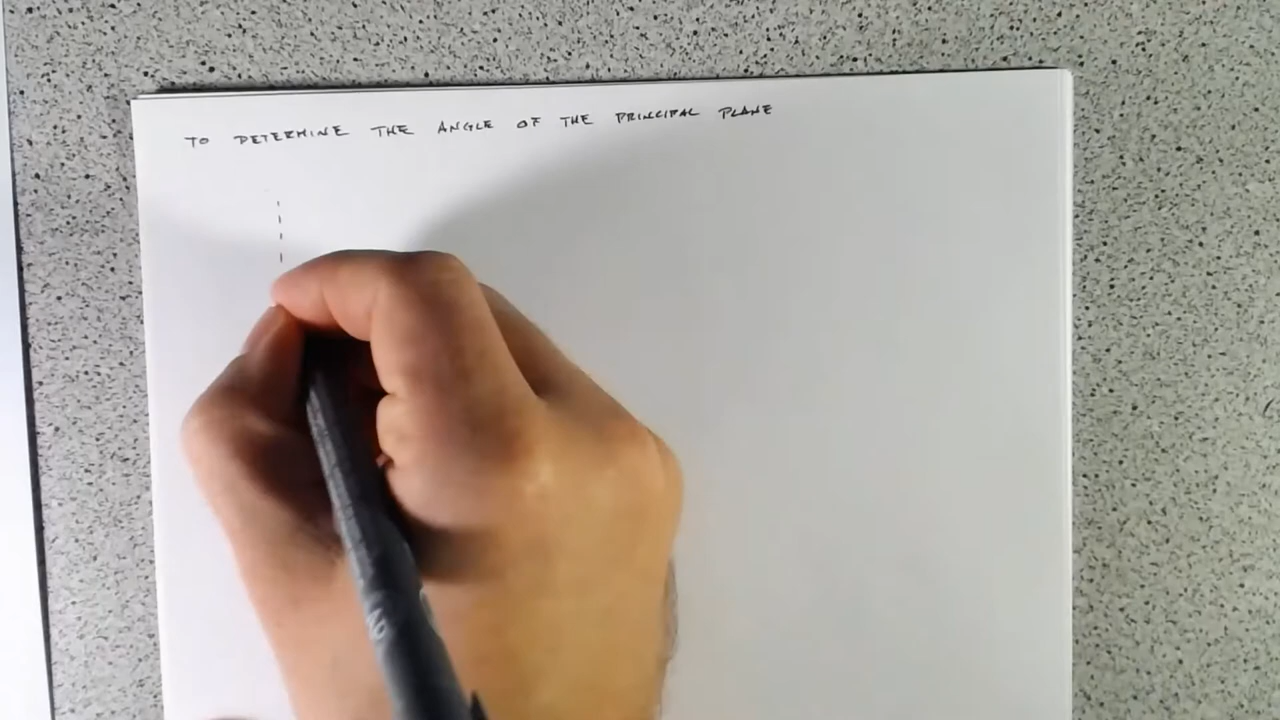 TO DETERMINE THE ANGLE OF THE PRINCIPAL PLANE